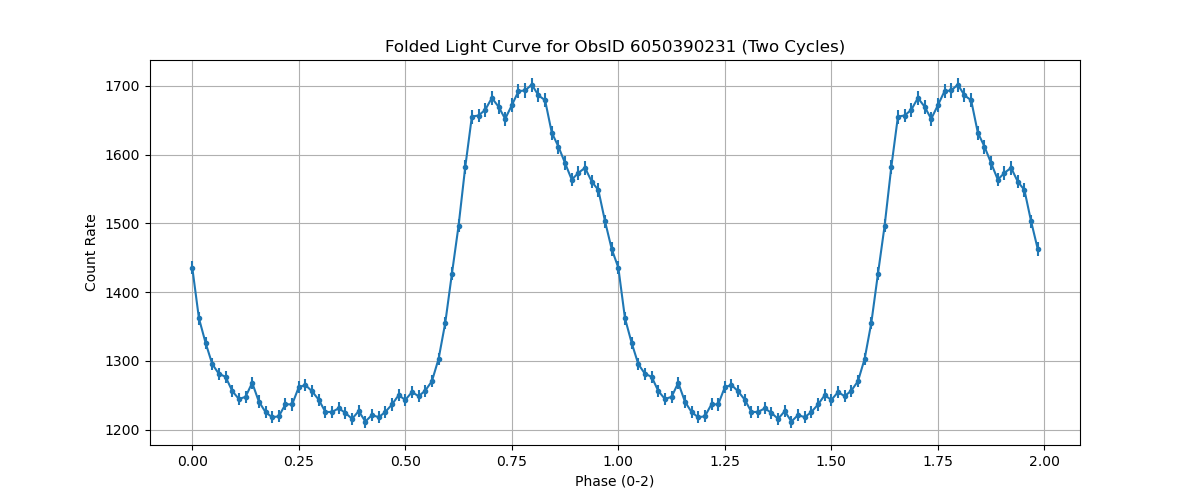 Folded Light Curve for ObsID 6050390231 (Two Cycles)
Count Rate
1700
1600
1500
1400
1300
1200
0.00 0.25 0.50 0.75 1.00 1.25 1.50 1.75 2.00
Phase (0-2)